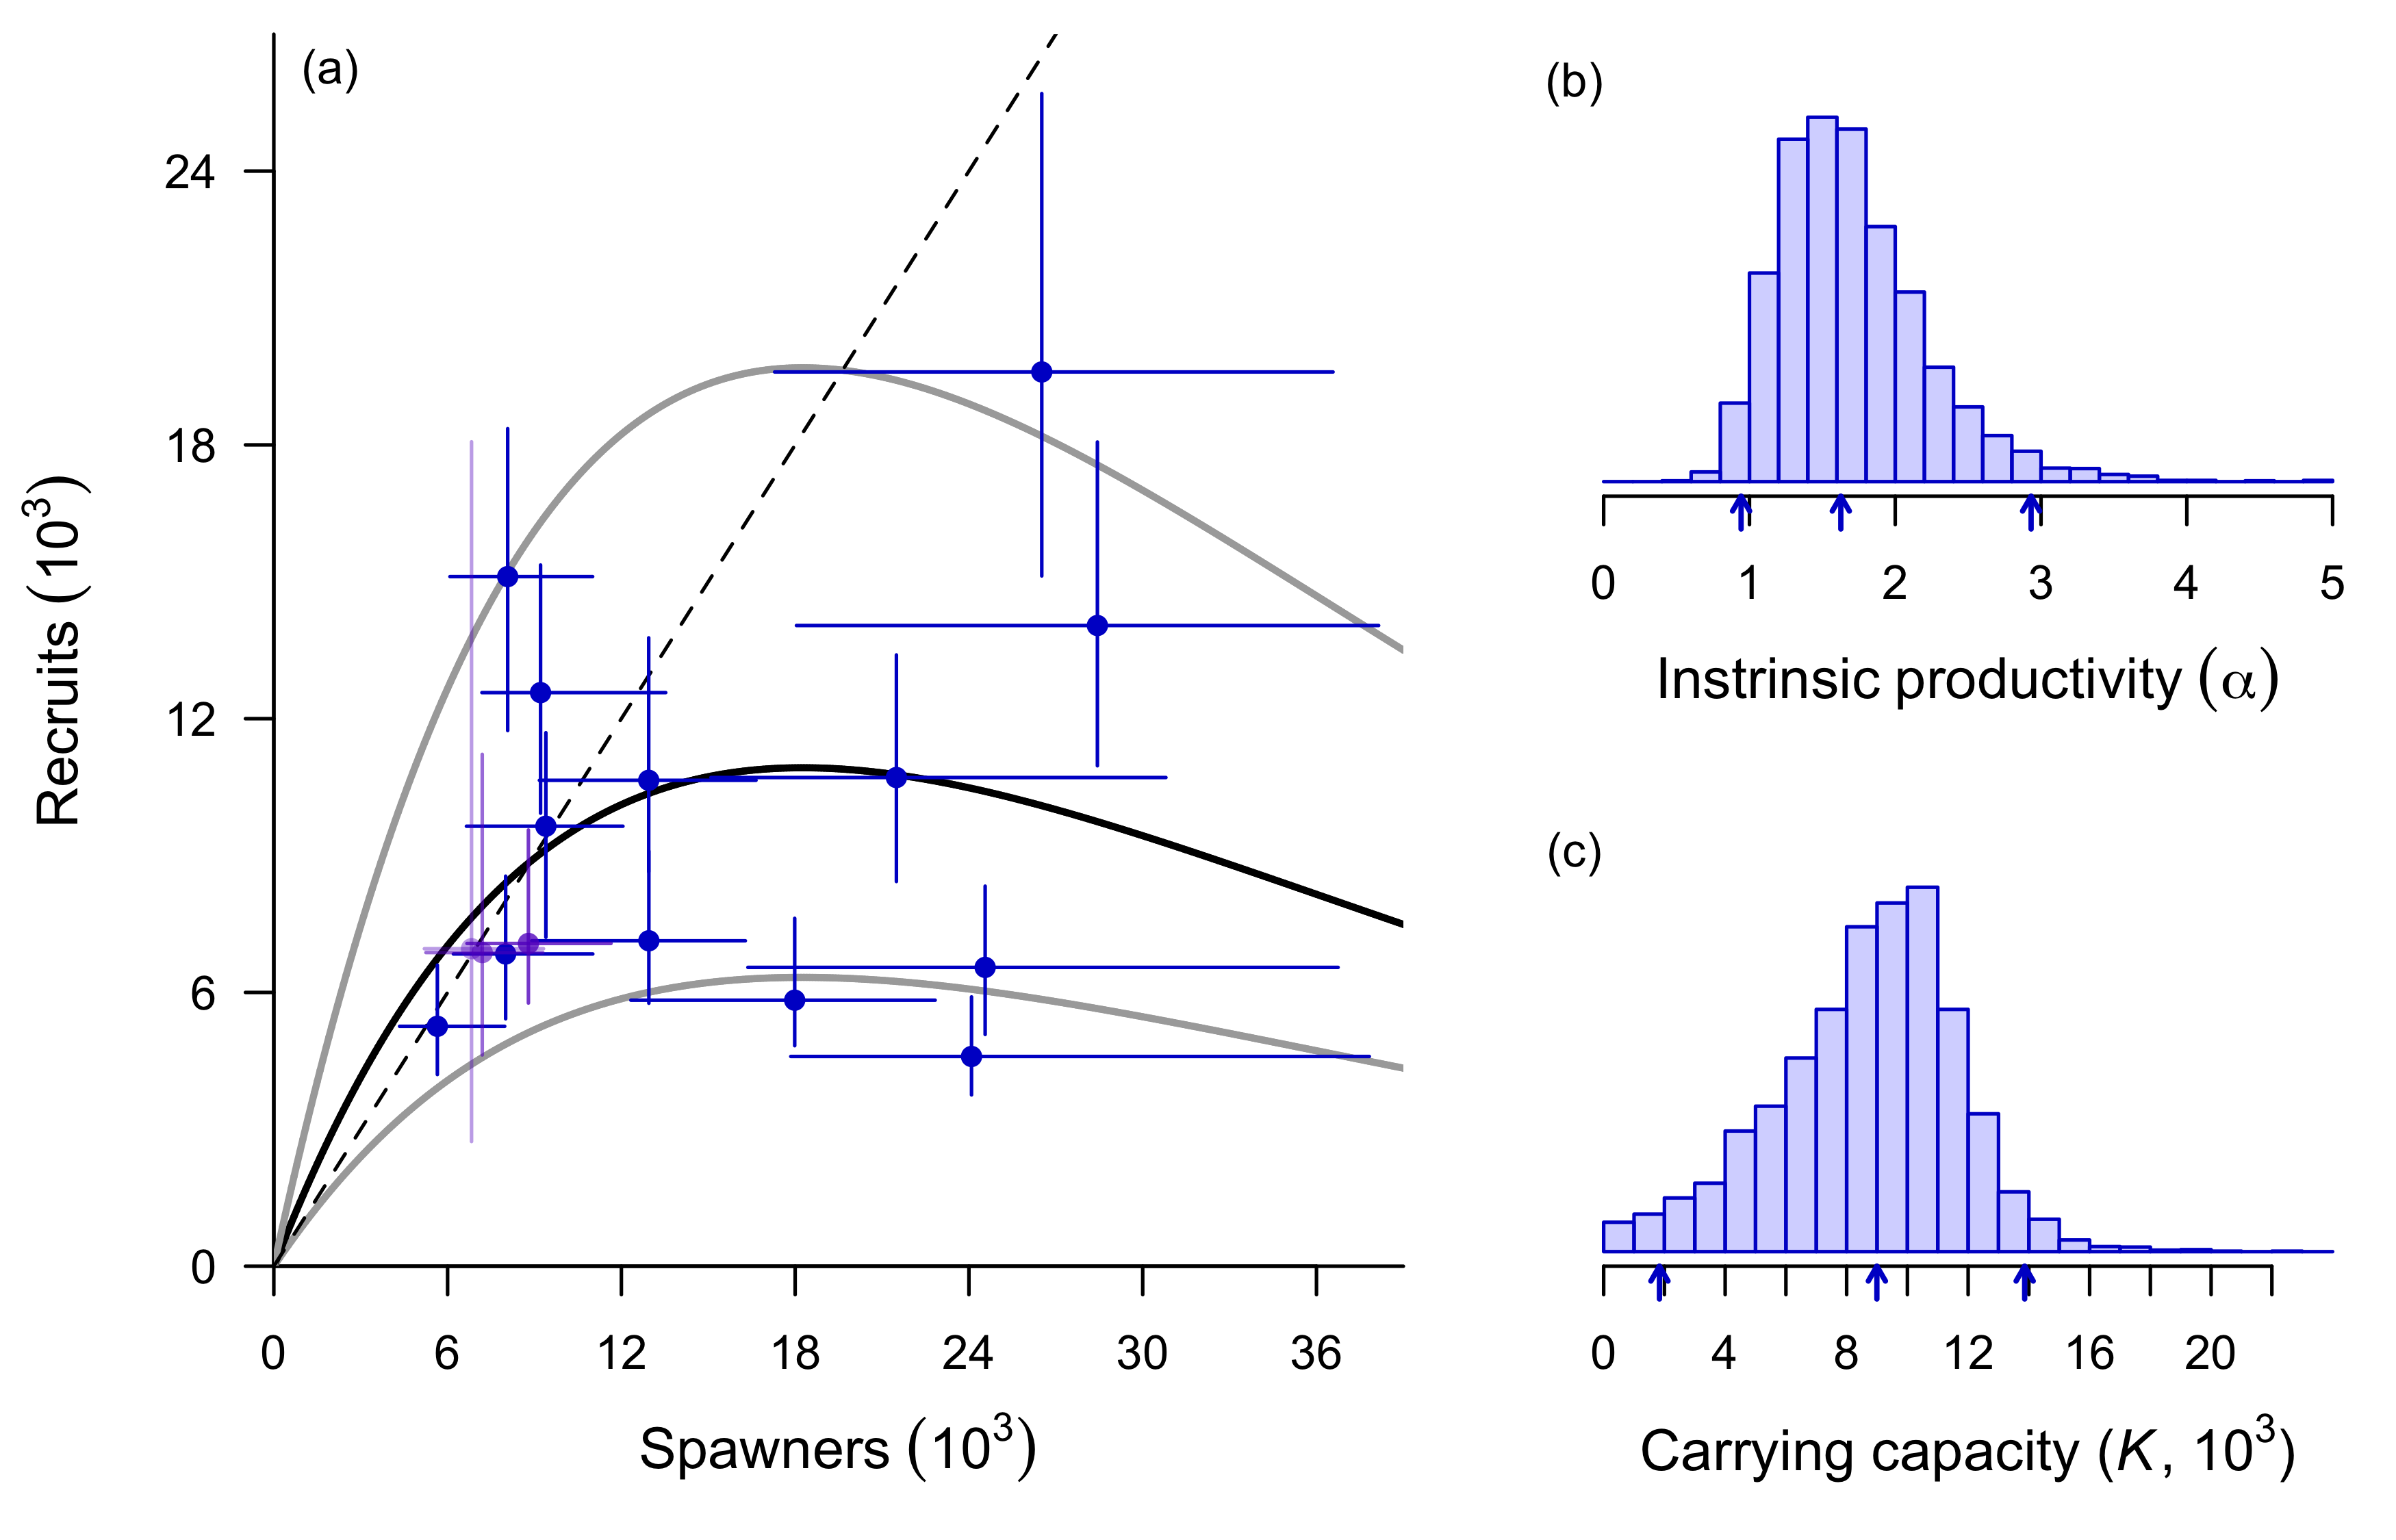 (a)
24
18
12
6
0
Recruits (10³)
0 6 12 18 24 30 36
Spawners (10³)
(b)
0 1 2 3 4 5
Instrinsic productivity (α)
(c)
0 4 8 12 16 20
Carrying capacity (K, 10³)